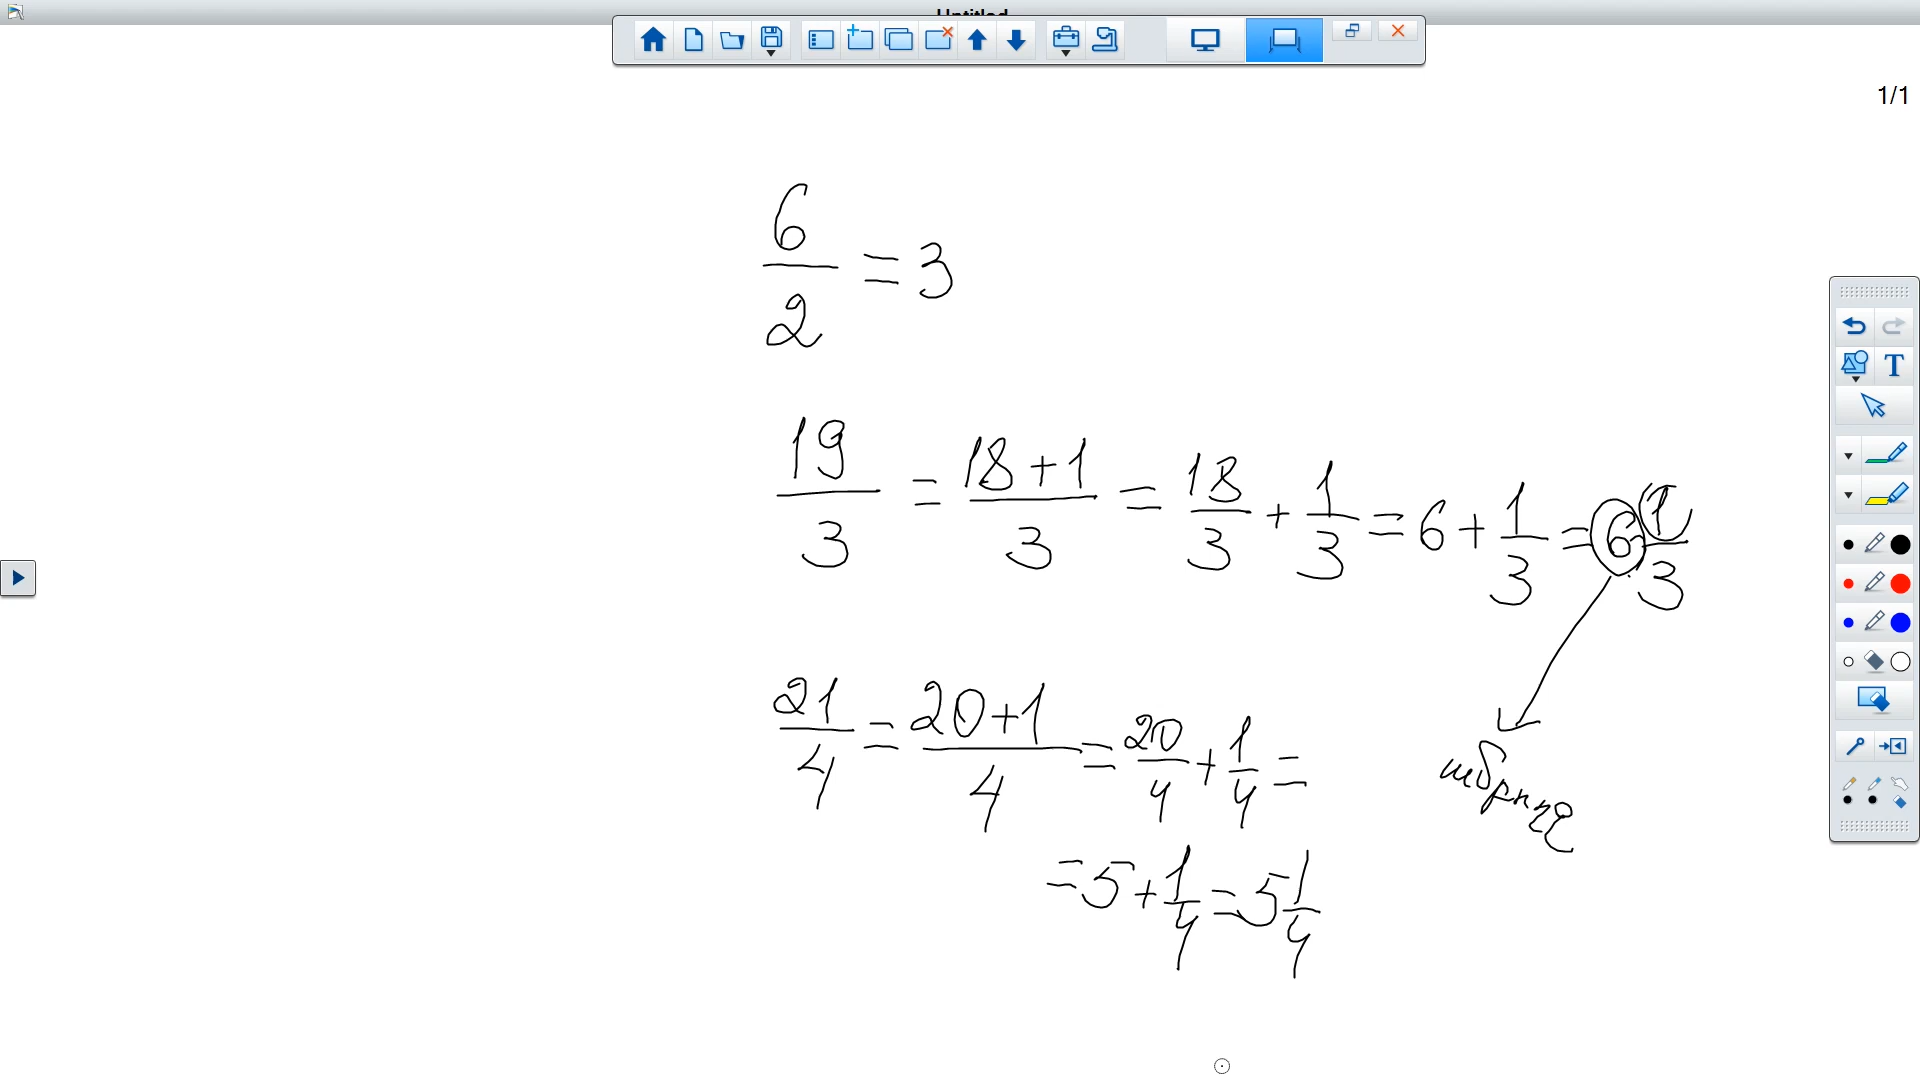 Untitled
1/1
6/2 = 3
19/3 = 18+1/3 = 18/3 + 1/3 = 6 + 1/3 = 6 1/3
21/4 = 20+1/4 = 20/4 + 1/4 =
= 5 + 1/4 = 5 1/4
T